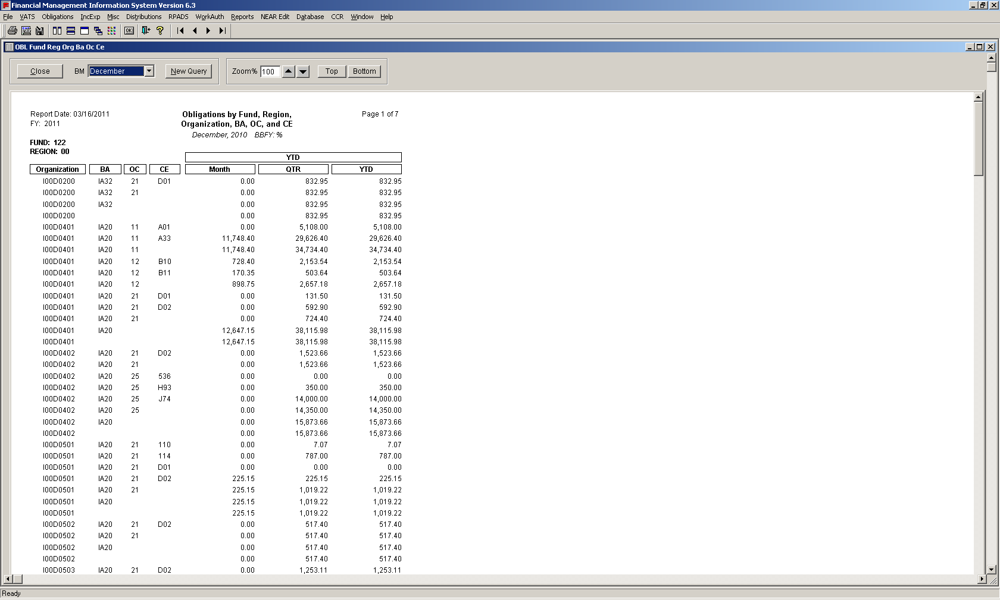 Financial Management Information System Version 6.3
File VATS Obligations IncExp Misc Distributions RPADS WorkAuth Reports NEAR Edit Database CCR Window Help
OK
OBL Fund Reg Org Ba Oc Ce
Close BM December New Query Zoom% 100 Top Bottom
Report Date: 03/16/2011 Obligations by Fund, Region, Page 1 of 7
FY: 2011 Organization, BA, OC, and CE
December, 2010 BBFY: %
FUND: 122
REGION: 00
YTD
Organization BA OC CE Month QTR YTD
I00D0200 IA32 21 D01 0.00 832.95 832.95
I00D0200 IA32 21 0.00 832.95 832.95
I00D0200 IA32 0.00 832.95 832.95
I00D0200 0.00 832.95 832.95
I00D0401 IA20 11 A01 0.00 5,108.00 5,108.00
I00D0401 IA20 11 A33 11,748.40 29,626.40 29,626.40
I00D0401 IA20 11 11,748.40 34,734.40 34,734.40
I00D0401 IA20 12 B10 728.40 2,153.54 2,153.54
I00D0401 IA20 12 B11 170.35 503.64 503.64
I00D0401 IA20 12 898.75 2,657.18 2,657.18
I00D0401 IA20 21 D01 0.00 131.50 131.50
I00D0401 IA20 21 D02 0.00 592.90 592.90
I00D0401 IA20 21 0.00 724.40 724.40
I00D0401 IA20 12,647.15 38,115.98 38,115.98
I00D0401 12,647.15 38,115.98 38,115.98
I00D0402 IA20 21 D02 0.00 1,523.66 1,523.66
I00D0402 IA20 21 0.00 1,523.66 1,523.66
I00D0402 IA20 25 536 0.00 0.00 0.00
I00D0402 IA20 25 H93 0.00 350.00 350.00
I00D0402 IA20 25 J74 0.00 14,000.00 14,000.00
I00D0402 IA20 25 0.00 14,350.00 14,350.00
I00D0402 IA20 0.00 15,873.66 15,873.66
I00D0402 0.00 15,873.66 15,873.66
I00D0501 IA20 21 110 0.00 7.07 7.07
I00D0501 IA20 21 114 0.00 787.00 787.00
I00D0501 IA20 21 D01 0.00 0.00 0.00
I00D0501 IA20 21 D02 225.15 225.15 225.15
I00D0501 IA20 21 225.15 1,019.22 1,019.22
I00D0501 IA20 225.15 1,019.22 1,019.22
I00D0501 225.15 1,019.22 1,019.22
I00D0502 IA20 21 D02 0.00 517.40 517.40
I00D0502 IA20 21 0.00 517.40 517.40
I00D0502 IA20 0.00 517.40 517.40
I00D0502 0.00 517.40 517.40
I00D0503 IA20 21 D02 0.00 1,253.11 1,253.11
Ready